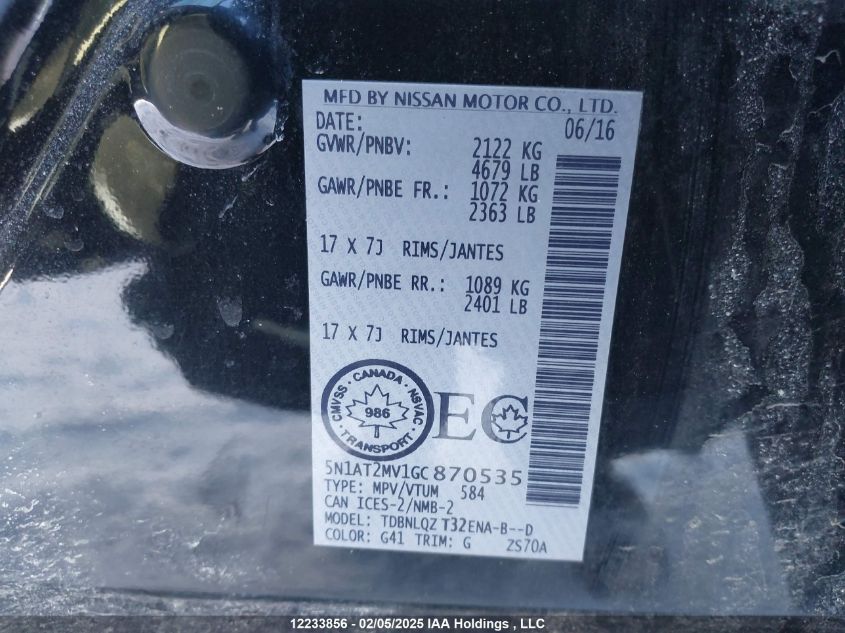 MFD BY NISSAN MOTOR CO., LTD.
DATE: 06/16
GVWR/PNBV: 2122 KG
4679 LB
GAWR/PNBE FR.: 1072 KG
2363 LB
17 X 7J RIMS/JANTES
GAWR/PNBE RR.: 1089 KG
2401 LB
17 X 7J RIMS/JANTES
CMVSS · CANADA · NSVAC · TRANSPORT ·
986
EC
5N1AT2MV1GC870535
TYPE: MPV/VTUM 584
CAN ICES-2/NMB-2
MODEL: TDBNLQZ T32ENA-B--D
COLOR: G41 TRIM: G ZS70A
12233856 - 02/05/2025 IAA Holdings , LLC